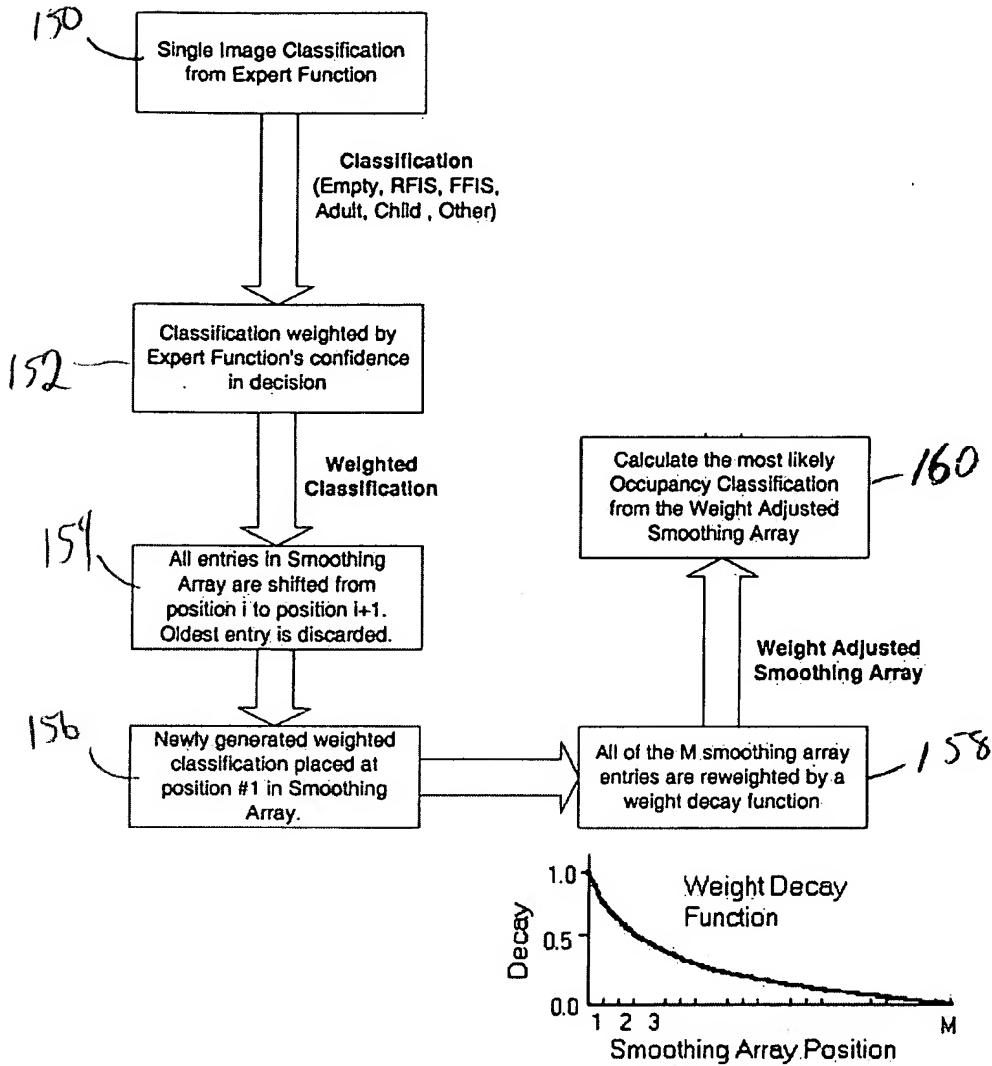 150
Single Image Classification
from Expert Function
Classification
(Empty, RFIS, FFIS,
Adult, Child , Other)
152
Classification weighted by
Expert Function's confidence
in decision
Weighted
Classification
154
All entries in Smoothing
Array are shifted from
position i to position i+1.
Oldest entry is discarded.
156
Newly generated weighted
classification placed at
position #1 in Smoothing
Array.
158
All of the M smoothing array
entries are reweighted by a
weight decay function
Weight Adjusted
Smoothing Array
160
Calculate the most likely
Occupancy Classification
from the Weight Adjusted
Smoothing Array
Weight Decay
Function
Decay
1.0
0.5
0.0
1 2 3 M
Smoothing Array Position